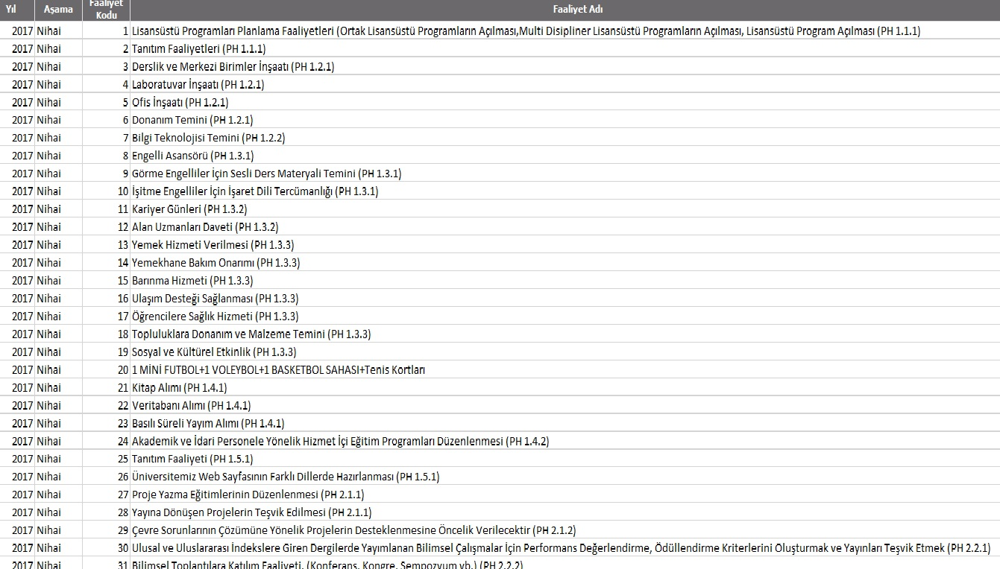 Yıl Aşama Faaliyet Kodu Faaliyet Adı
2017 Nihai 1 Lisansüstü Programları Planlama Faaliyetleri (Ortak Lisansüstü Programların Açılması,Multi Disipliner Lisansüstü Programların Açılması, Lisansüstü Program Açılması (PH 1.1.1)
2017 Nihai 2 Tanıtım Faaliyetleri (PH 1.1.1)
2017 Nihai 3 Derslik ve Merkezi Birimler İnşaatı (PH 1.2.1)
2017 Nihai 4 Laboratuvar İnşaatı (PH 1.2.1)
2017 Nihai 5 Ofis İnşaatı (PH 1.2.1)
2017 Nihai 6 Donanım Temini (PH 1.2.1)
2017 Nihai 7 Bilgi Teknolojisi Temini (PH 1.2.2)
2017 Nihai 8 Engelli Asansörü (PH 1.3.1)
2017 Nihai 9 Görme Engelliler İçin Sesli Ders Materyali Temini (PH 1.3.1)
2017 Nihai 10 İşitme Engelliler İçin İşaret Dili Tercümanlığı (PH 1.3.1)
2017 Nihai 11 Kariyer Günleri (PH 1.3.2)
2017 Nihai 12 Alan Uzmanları Daveti (PH 1.3.2)
2017 Nihai 13 Yemek Hizmeti Verilmesi (PH 1.3.3)
2017 Nihai 14 Yemekhane Bakım Onarımı (PH 1.3.3)
2017 Nihai 15 Barınma Hizmeti (PH 1.3.3)
2017 Nihai 16 Ulaşım Desteği Sağlanması (PH 1.3.3)
2017 Nihai 17 Öğrencilere Sağlık Hizmeti (PH 1.3.3)
2017 Nihai 18 Topluluklara Donanım ve Malzeme Temini (PH 1.3.3)
2017 Nihai 19 Sosyal ve Kültürel Etkinlik (PH 1.3.3)
2017 Nihai 20 1 MİNİ FUTBOL+1 VOLEYBOL+1 BASKETBOL SAHASI+Tenis Kortları
2017 Nihai 21 Kitap Alımı (PH 1.4.1)
2017 Nihai 22 Veritabanı Alımı (PH 1.4.1)
2017 Nihai 23 Basılı Süreli Yayım Alımı (PH 1.4.1)
2017 Nihai 24 Akademik ve İdari Personele Yönelik Hizmet İçi Eğitim Programları Düzenlenmesi (PH 1.4.2)
2017 Nihai 25 Tanıtım Faaliyeti (PH 1.5.1)
2017 Nihai 26 Üniversitemiz Web Sayfasının Farklı Dillerde Hazırlanması (PH 1.5.1)
2017 Nihai 27 Proje Yazma Eğitimlerinin Düzenlenmesi (PH 2.1.1)
2017 Nihai 28 Yayına Dönüşen Projelerin Teşvik Edilmesi (PH 2.1.1)
2017 Nihai 29 Çevre Sorunlarının Çözümüne Yönelik Projelerin Desteklenmesine Öncelik Verilecektir (PH 2.1.2)
2017 Nihai 30 Ulusal ve Uluslararası İndekslere Giren Dergilerde Yayımlanan Bilimsel Çalışmalar İçin Performans Değerlendirme, Ödüllendirme Kriterlerini Oluşturmak ve Yayınları Teşvik Etmek (PH 2.2.1)
2017 Nihai 31 Bilimsel Toplantılara Katılım Faaliyeti. (Konferans, Kongre, Sempozyum vb.) (PH 2.2.2)